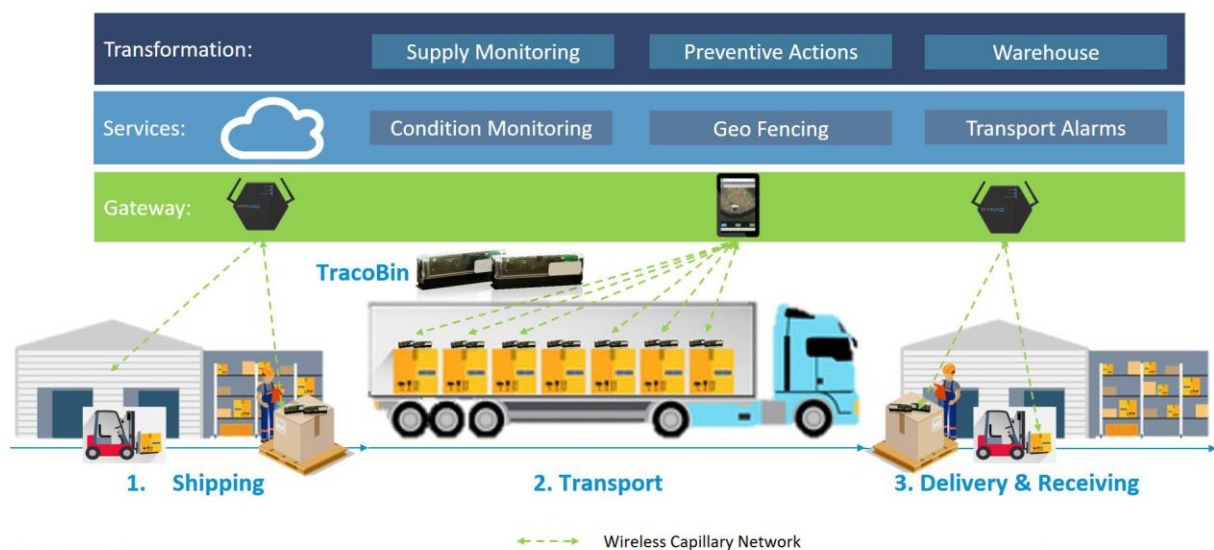 Transformation:
Supply Monitoring
Preventive Actions
Warehouse
Services:
Condition Monitoring
Geo Fencing
Transport Alarms
Gateway:
TracoBin
1. Shipping
2. Transport
3. Delivery & Receiving
Wireless Capillary Network